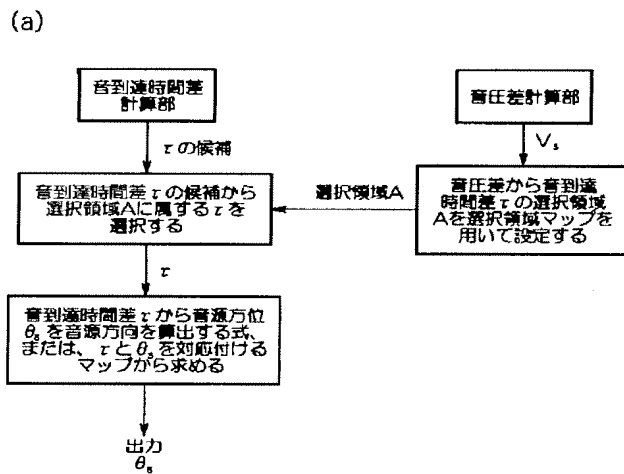 (a)
音到達時間差
計算部
音圧差計算部
τの候補
Vs
音到達時間差τの候補から
選択領域Aに属するτを
選択する
選択領域A
音圧差から音到達
時間差τの選択領域
Aを選択領域マップを
用いて設定する
τ
音到達時間差τから音源方位
θsを音源方向を算出する式、
または、τとθsを対応付ける
マップから求める
出力
θs